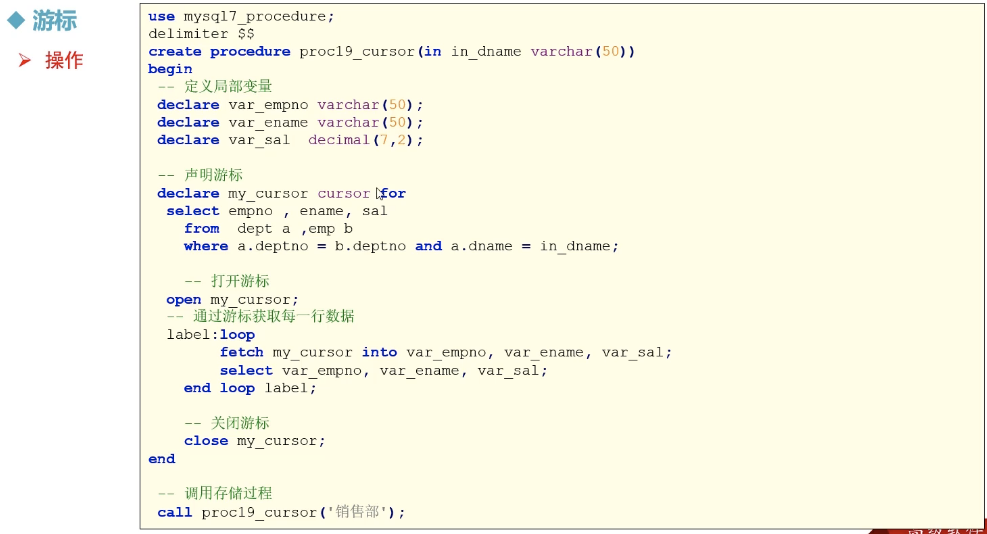 游标
操作
use mysql7_procedure;
delimiter $$
create procedure proc19_cursor(in in_dname varchar(50))
begin
-- 定义局部变量
declare var_empno varchar(50);
declare var_ename varchar(50);
declare var_sal decimal(7,2);
-- 声明游标
declare my_cursor cursor for
select empno , ename, sal
from dept a ,emp b
where a.deptno = b.deptno and a.dname = in_dname;
-- 打开游标
open my_cursor;
-- 通过游标获取每一行数据
label:loop
fetch my_cursor into var_empno, var_ename, var_sal;
select var_empno, var_ename, var_sal;
end loop label;
-- 关闭游标
close my_cursor;
end
-- 调用存储过程
call proc19_cursor('销售部');